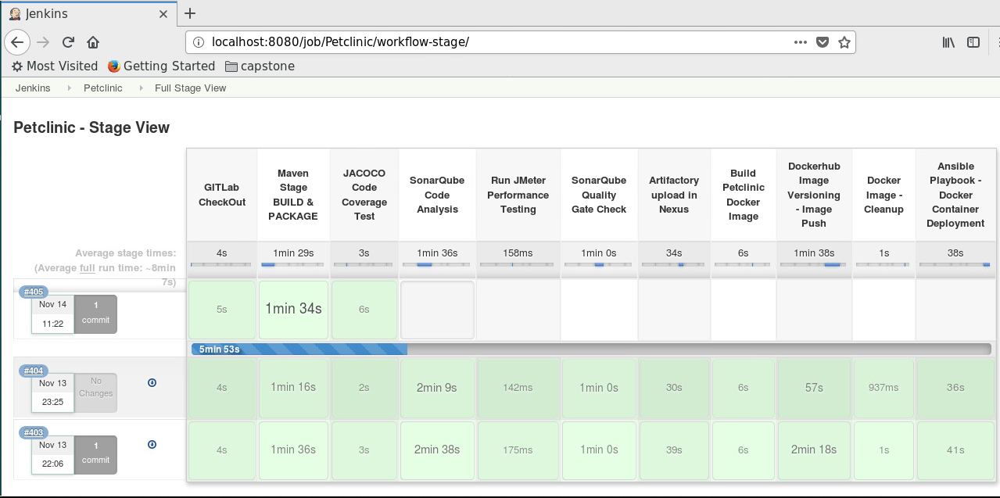 Jenkins
localhost:8080/job/Petclinic/workflow-stage/
Most Visited Getting Started capstone
Jenkins Petclinic Full Stage View
Petclinic - Stage View
GITLab
CheckOut
Maven
Stage
BUILD &
PACKAGE
JACOCO
Code
Coverage
Test
SonarQube
Code
Analysis
Run JMeter
Performance
Testing
SonarQube
Quality
Gate Check
Artifactory
upload in
Nexus
Build
Petclinic
Docker
Image
Dockerhub
Image
Versioning
- Image
Push
Docker
Image -
Cleanup
Ansible
Playbook -
Docker
Container
Deployment
Average stage times:
(Average full run time: ~8min
7s)
4s 1min 29s 3s 1min 36s 158ms 1min 0s 34s 6s 1min 38s 1s 38s
#405
Nov 14
11:22
1
commit
5s 1min 34s 6s
5min 53s
#404
Nov 13
23:25
No
Changes
4s 1min 16s 2s 2min 9s 142ms 1min 0s 30s 6s 57s 937ms 36s
#403
Nov 13
22:06
1
commit
4s 1min 36s 3s 2min 38s 175ms 1min 0s 39s 6s 2min 18s 1s 41s